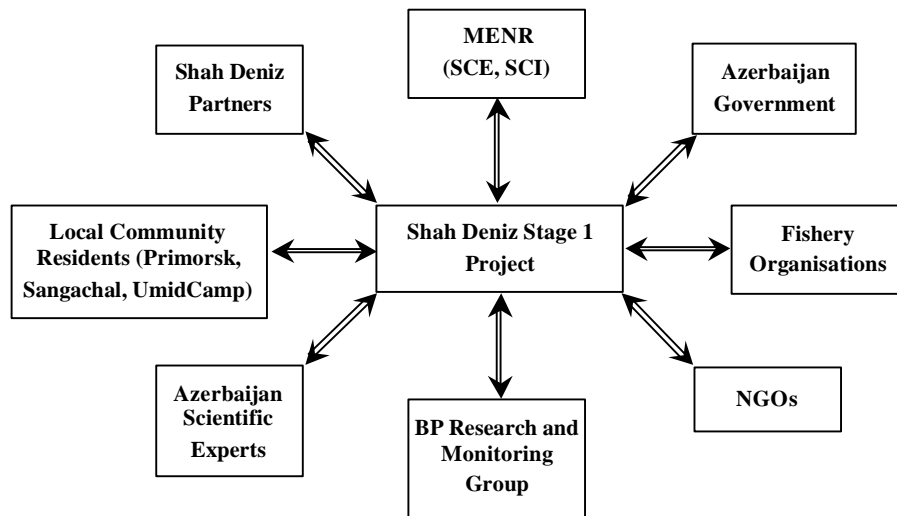 MENR
(SCE, SCI)
Shah Deniz
Partners
Azerbaijan
Government
Local Community
Residents (Primorsk,
Sangachal, UmidCamp)
Shah Deniz Stage 1
Project
Fishery
Organisations
Azerbaijan
Scientific
Experts
BP Research and
Monitoring
Group
NGOs